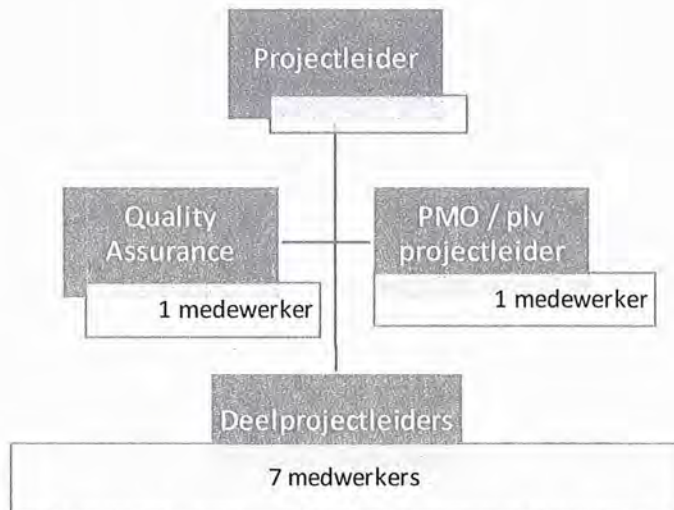 Projectleider
Quality
Assurance
1 medewerker
PMO / plv
projectleider
1 medewerker
Deelprojectleiders
7 medwerkers